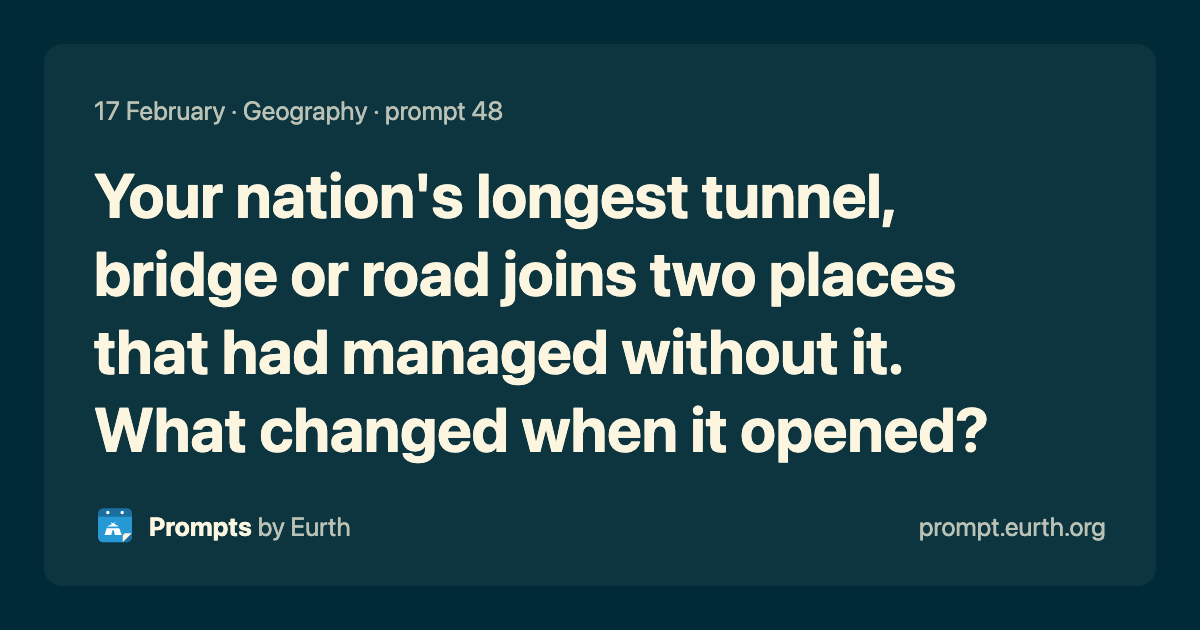 17 February · Geography · prompt 48
Your nation's longest tunnel,
bridge or road joins two places
that had managed without it.
What changed when it opened?
Prompts by Eurth
prompt.eurth.org